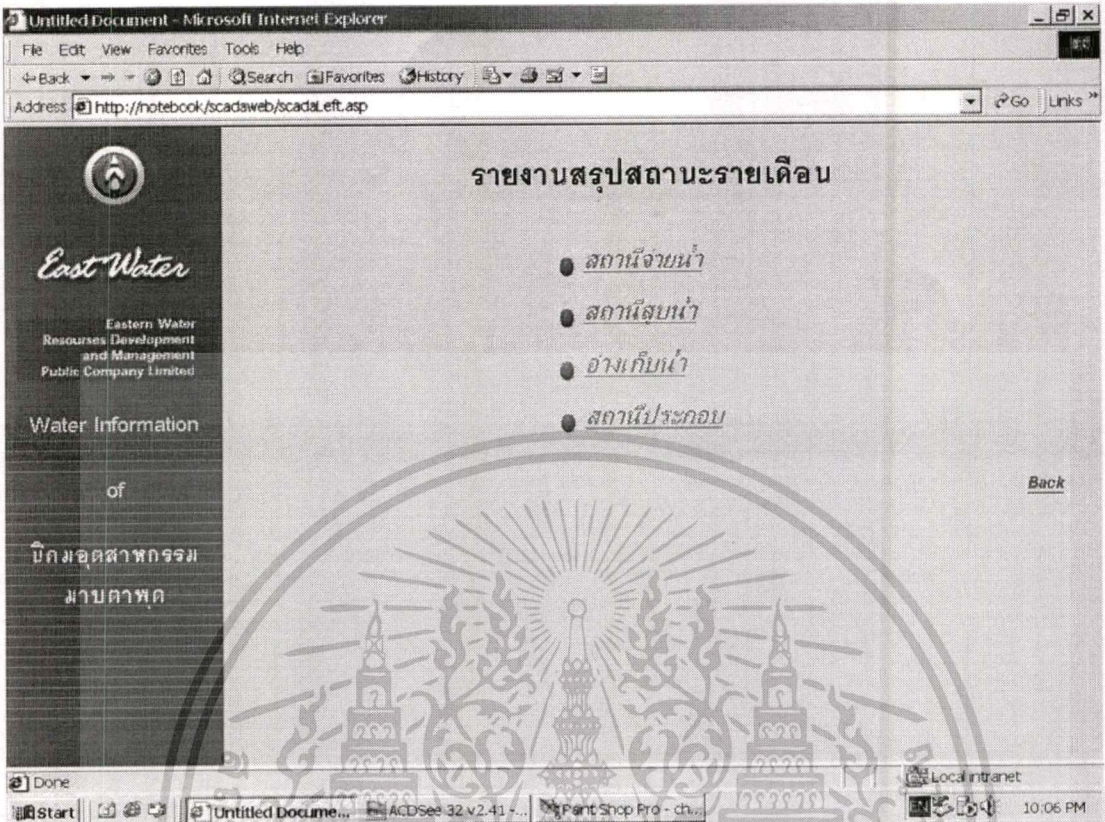 Untitled Document - Microsoft Internet Explorer
File Edit View Favorites Tools Help
Back Search Favorites History
Address http://notebook/scadaweb/scadaLeft.asp Go Links »
รายงานสรุปสถานะรายเดือน
สถานีจ่ายน้ำ
สถานีสูบน้ำ
อ่างเก็บน้ำ
สถานีประกอบ
Back
East Water
Eastern Water
Resourses Development
and Management
Public Company Limited
Water Information
of
นิคมอุตสาหกรรม
มาบตาพุด
Done Local intranet
Start Untitled Docume... ACDSee 32 v2.41 -... Paint Shop Pro - ch... EN 10:06 PM